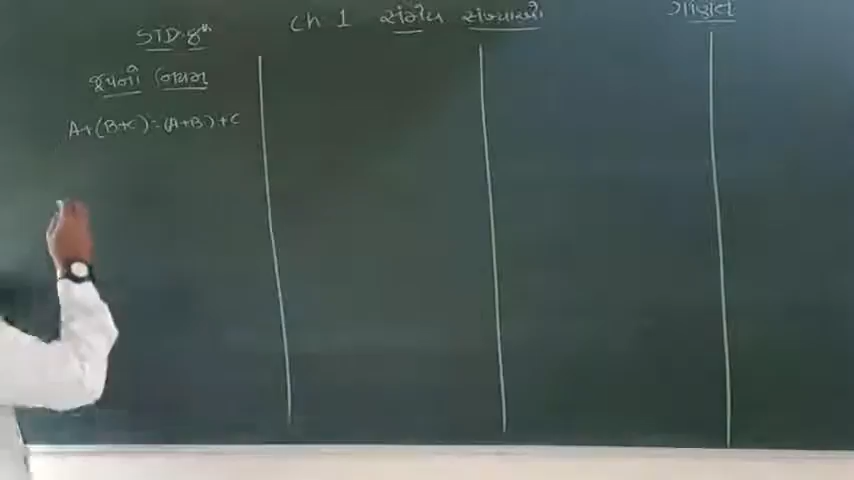 STD-8th
Ch 1 સંમેય સંખ્યાઓ
ગણિત
જૂથનો નિયમ
A+(B+C)=(A+B)+C